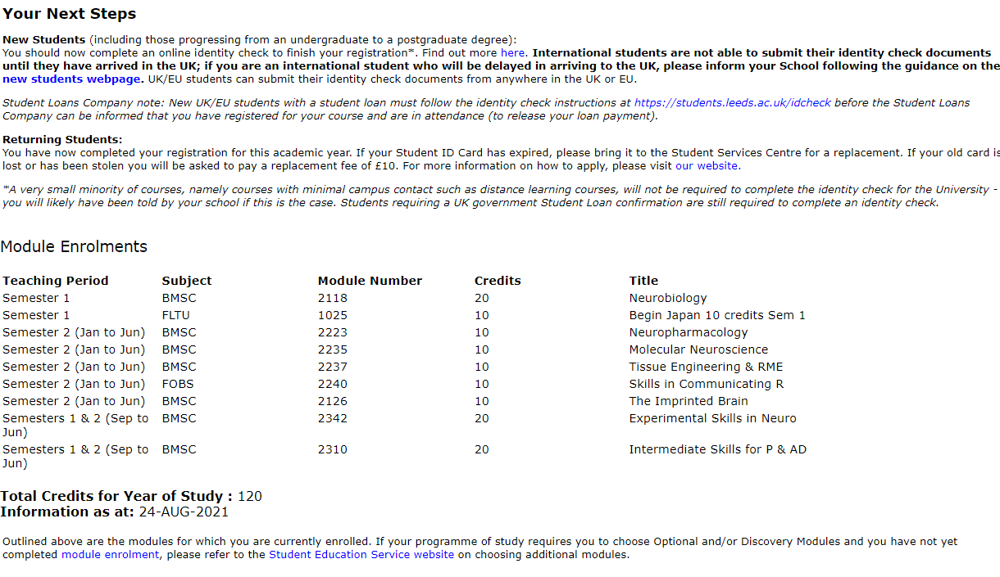 Your Next Steps
New Students (including those progressing from an undergraduate to a postgraduate degree):
You should now complete an online identity check to finish your registration*. Find out more here. International students are not able to submit their identity check documents
until they have arrived in the UK; if you are an international student who will be delayed in arriving to the UK, please inform your School following the guidance on the
new students webpage. UK/EU students can submit their identity check documents from anywhere in the UK or EU.
Student Loans Company note: New UK/EU students with a student loan must follow the identity check instructions at https://students.leeds.ac.uk/idcheck before the Student Loans
Company can be informed that you have registered for your course and are in attendance (to release your loan payment).
Returning Students:
You have now completed your registration for this academic year. If your Student ID Card has expired, please bring it to the Student Services Centre for a replacement. If your old card is
lost or has been stolen you will be asked to pay a replacement fee of £10. For more information on how to apply, please visit our website.
*A very small minority of courses, namely courses with minimal campus contact such as distance learning courses, will not be required to complete the identity check for the University -
you will likely have been told by your school if this is the case. Students requiring a UK government Student Loan confirmation are still required to complete an identity check.
Module Enrolments
Teaching Period Subject Module Number Credits Title
Semester 1 BMSC 2118 20 Neurobiology
Semester 1 FLTU 1025 10 Begin Japan 10 credits Sem 1
Semester 2 (Jan to Jun) BMSC 2223 10 Neuropharmacology
Semester 2 (Jan to Jun) BMSC 2235 10 Molecular Neuroscience
Semester 2 (Jan to Jun) BMSC 2237 10 Tissue Engineering & RME
Semester 2 (Jan to Jun) FOBS 2240 10 Skills in Communicating R
Semester 2 (Jan to Jun) BMSC 2126 10 The Imprinted Brain
Semesters 1 & 2 (Sep to BMSC 2342 20 Experimental Skills in Neuro
Jun)
Semesters 1 & 2 (Sep to BMSC 2310 20 Intermediate Skills for P & AD
Jun)
Total Credits for Year of Study : 120
Information as at: 24-AUG-2021
Outlined above are the modules for which you are currently enrolled. If your programme of study requires you to choose Optional and/or Discovery Modules and you have not yet
completed module enrolment, please refer to the Student Education Service website on choosing additional modules.